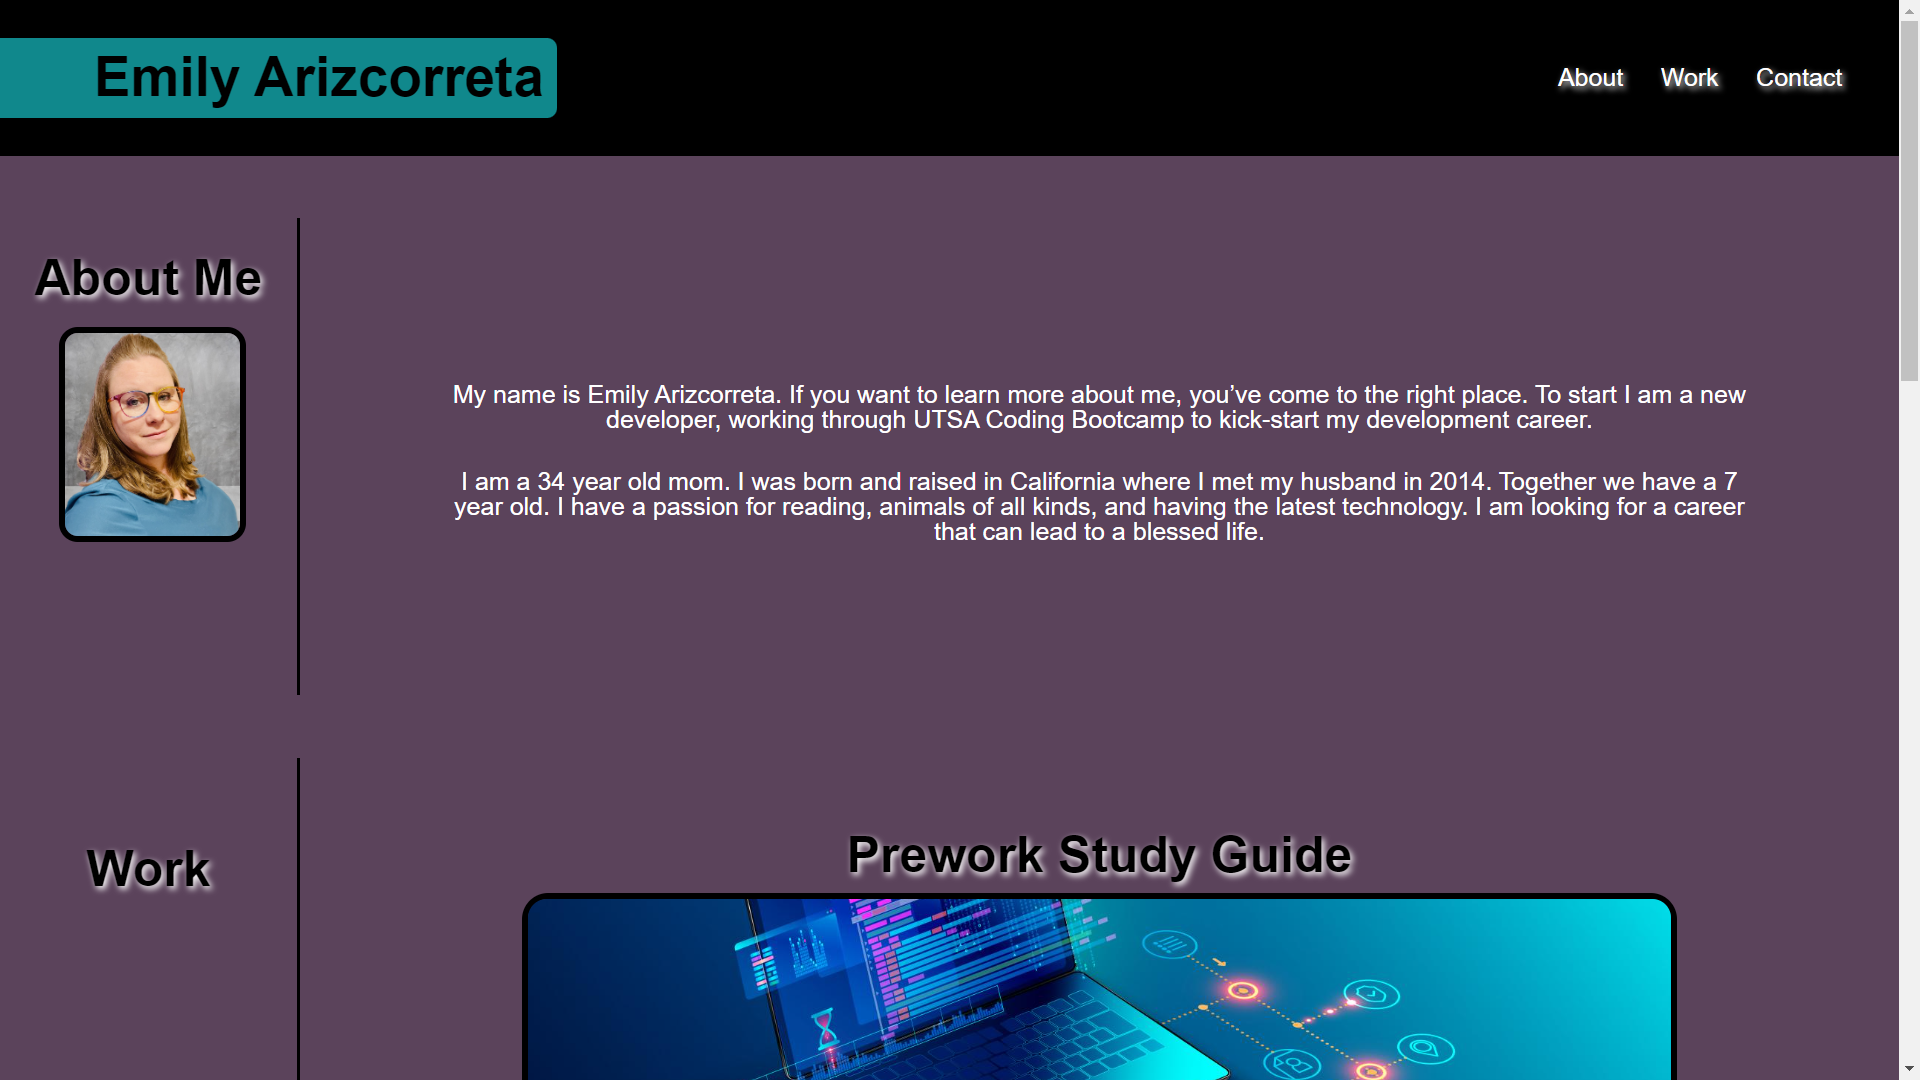 Emily Arizcorreta
About
Work
Contact
About Me
My name is Emily Arizcorreta. If you want to learn more about me, you’ve come to the right place. To start I am a new
developer, working through UTSA Coding Bootcamp to kick-start my development career.
I am a 34 year old mom. I was born and raised in California where I met my husband in 2014. Together we have a 7
year old. I have a passion for reading, animals of all kinds, and having the latest technology. I am looking for a career
that can lead to a blessed life.
Work
Prework Study Guide